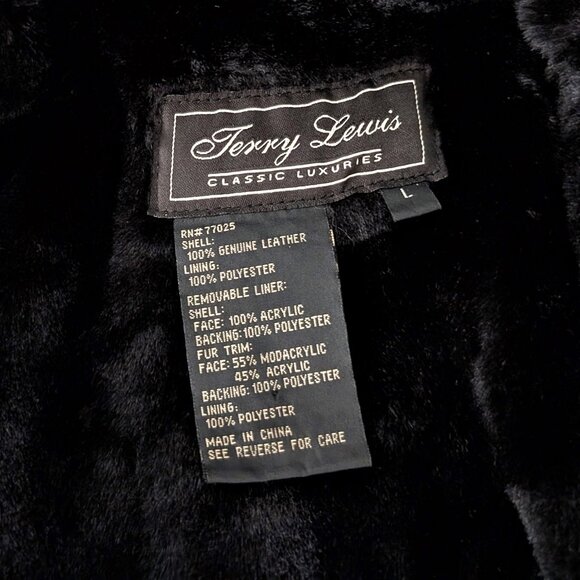 Terry Lewis
CLASSIC LUXURIES
L
RN#77025
SHELL:
100% GENUINE LEATHER
LINING:
100% POLYESTER
REMOVABLE LINER:
SHELL:
FACE: 100% ACRYLIC
BACKING: 100% POLYESTER
FUR TRIM:
FACE: 55% MODACRYLIC
45% ACRYLIC
BACKING: 100% POLYESTER
LINING:
100% POLYESTER
MADE IN CHINA
SEE REVERSE FOR CARE